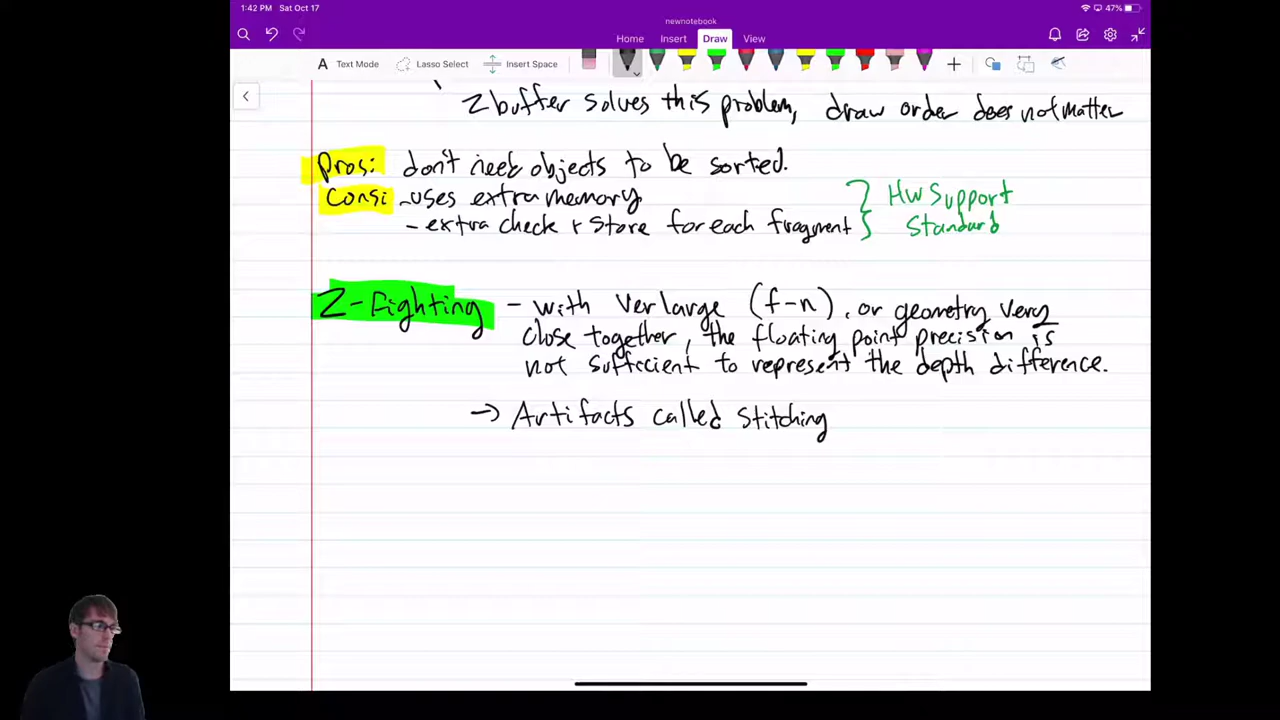 1:42 PM Sat Oct 17
47%
newnotebook
Home Insert Draw View
A Text Mode Lasso Select Insert Space
Z buffer solves this problem, draw order does not matter
Pros: don't need objects to be sorted.
Cons: - uses extra memory } HW Support
- extra check + store for each fragment } Standard
Z-Fighting - with Ver large (f-n), or geometry very
close together, the floating point precision is
not sufficient to represent the depth difference.
→ Artifacts called Stitching